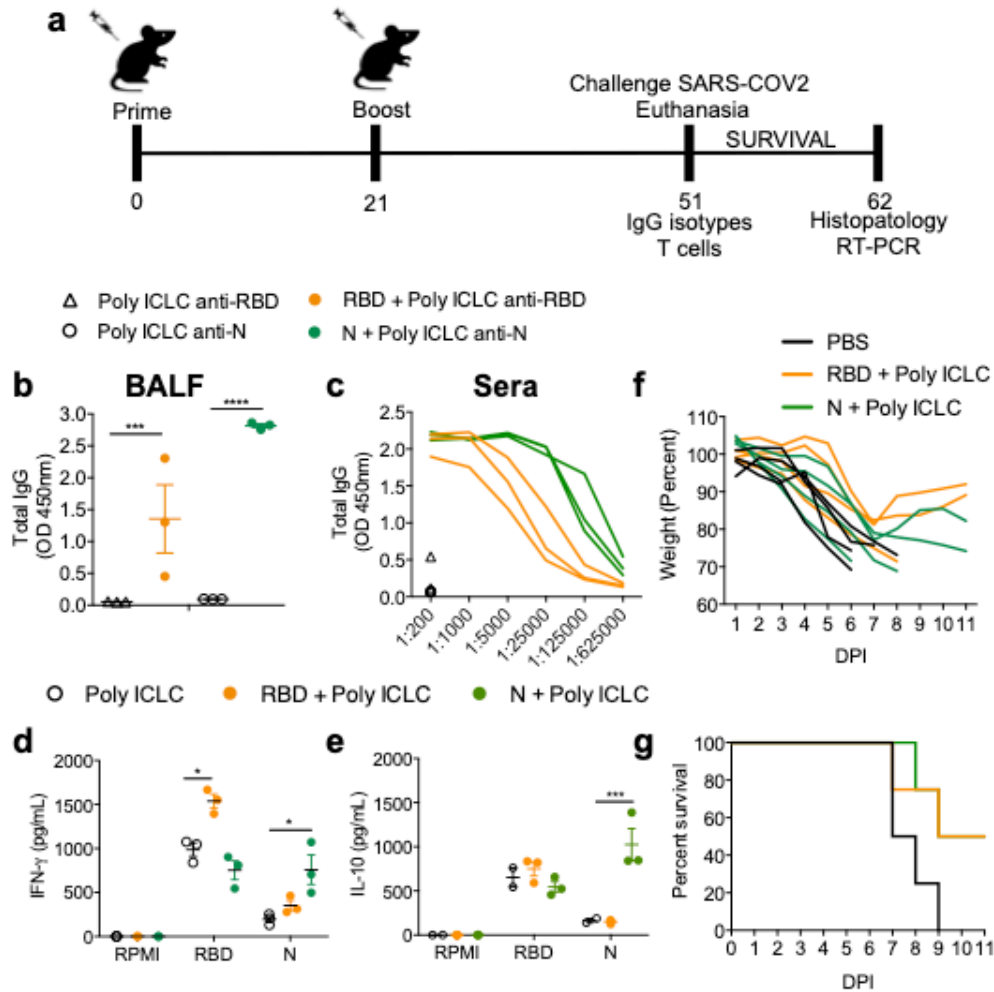 a
Prime
Boost
Challenge SARS-COV2
Euthanasia
SURVIVAL
0
21
51
62
IgG isotypes
T cells
Histopatology
RT-PCR
Poly ICLC anti-RBD
RBD + Poly ICLC anti-RBD
Poly ICLC anti-N
N + Poly ICLC anti-N
b
BALF
Total IgG
(OD 450nm)
3.0
2.5
2.0
1.5
1.0
0.5
0.0
***
****
c
Sera
Total IgG
(OD 450nm)
2.5
2.0
1.5
1.0
0.5
0.0
1:200
1:1000
1:5000
1:25000
1:125000
1:625000
f
PBS
RBD + Poly ICLC
N + Poly ICLC
Weight (Percent)
110
100
90
80
70
60
1 2 3 4 5 6 7 8 9 10 11
DPI
Poly ICLC
RBD + Poly ICLC
N + Poly ICLC
d
IFN-γ (pg/mL)
2000
1500
1000
500
0
*
*
RPMI
RBD
N
e
IL-10 (pg/mL)
2000
1500
1000
500
0
***
RPMI
RBD
N
g
Percent survival
100
80
60
40
20
0
0 1 2 3 4 5 6 7 8 9 10 11
DPI